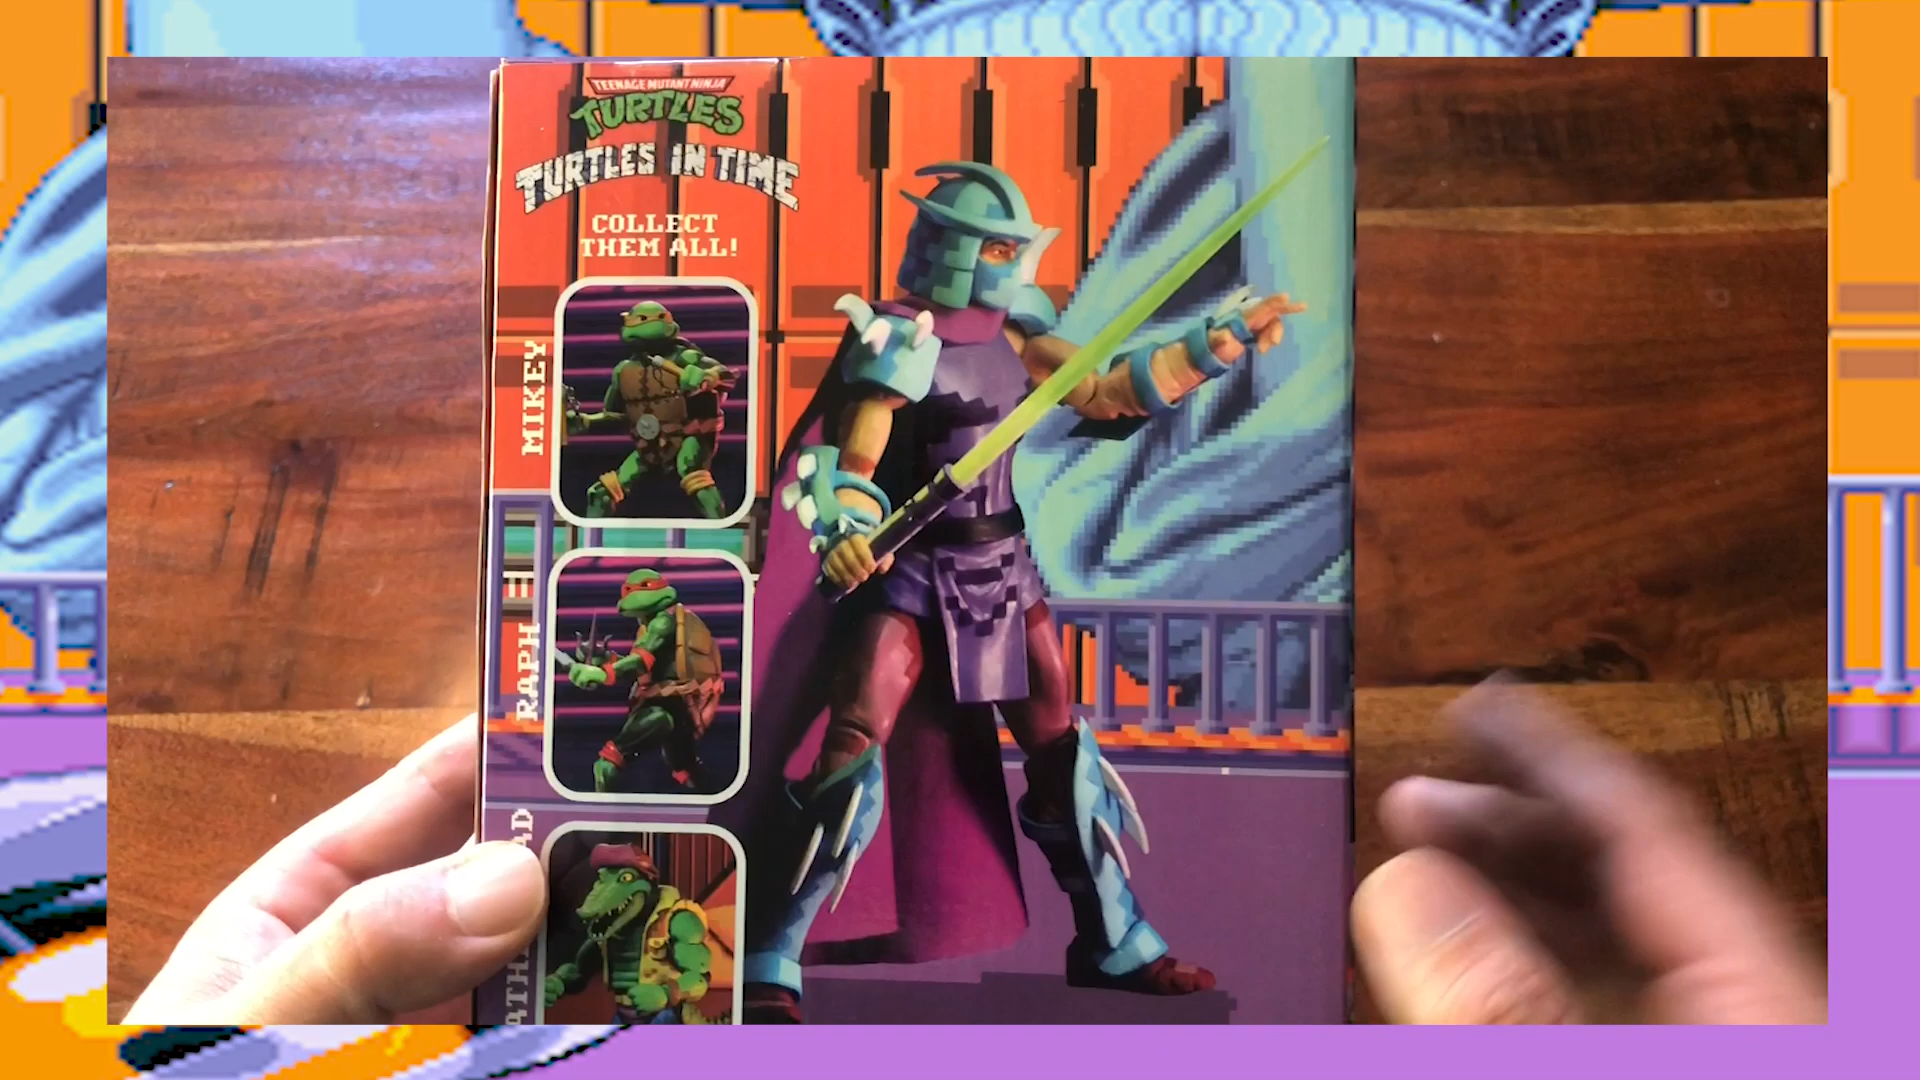 TEENAGE MUTANT NINJA
TURTLES
TURTLES IN TIME
COLLECT
THEM ALL!
MIKEY
RAPH